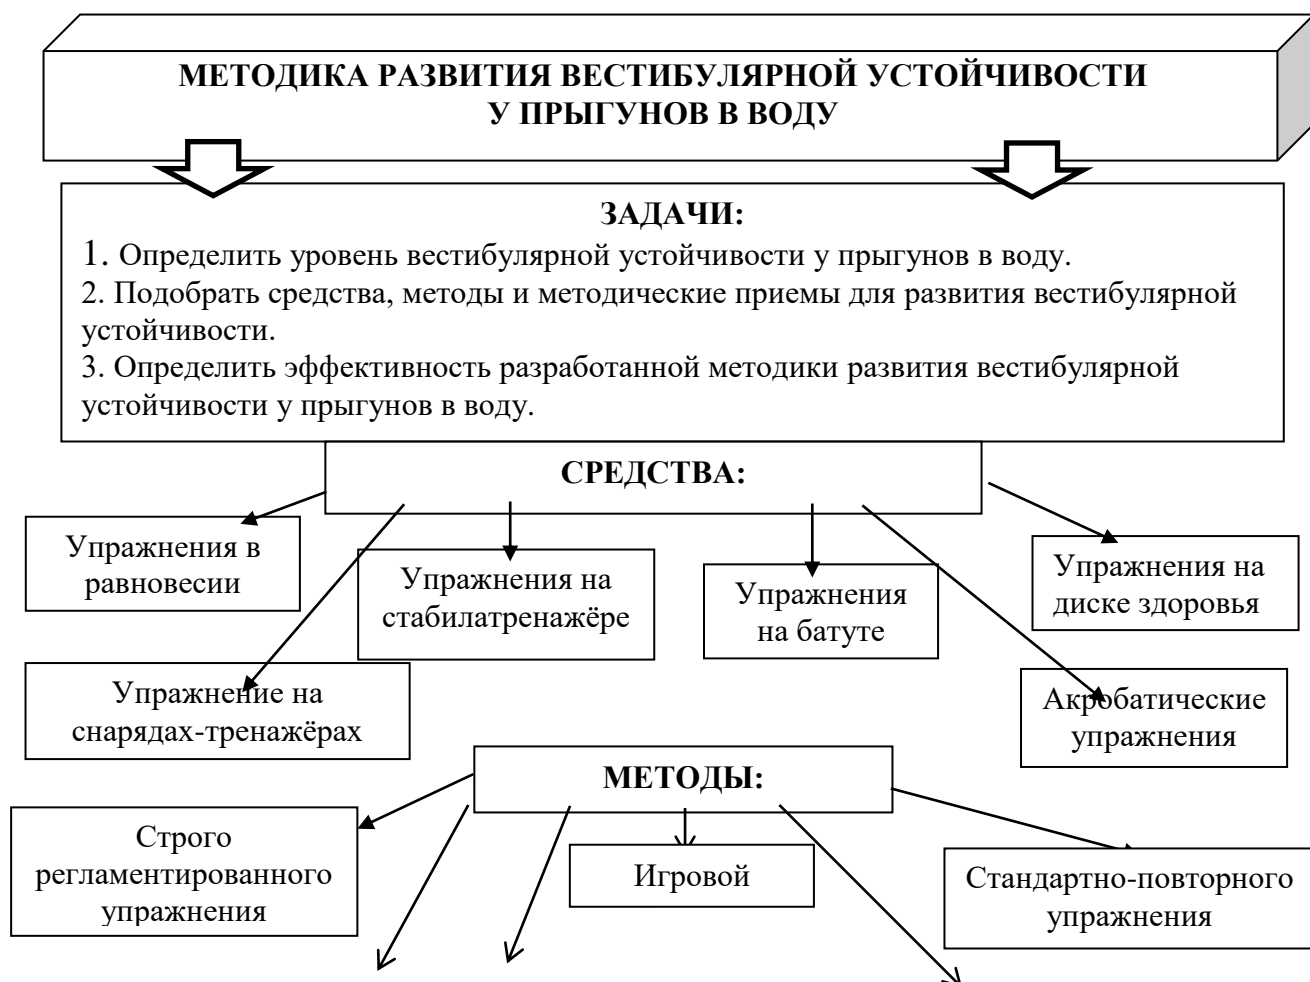 МЕТОДИКА РАЗВИТИЯ ВЕСТИБУЛЯРНОЙ УСТОЙЧИВОСТИ
У ПРЫГУНОВ В ВОДУ
ЗАДАЧИ:
1. Определить уровень вестибулярной устойчивости у прыгунов в воду.
2. Подобрать средства, методы и методические приемы для развития вестибулярной
устойчивости.
3. Определить эффективность разработанной методики развития вестибулярной
устойчивости у прыгунов в воду.
СРЕДСТВА:
Упражнения в
равновесии
Упражнения на
стабилатренажёре
Упражнения
на батуте
Упражнения на
диске здоровья
Упражнение на
снарядах-тренажёрах
Акробатические
упражнения
МЕТОДЫ:
Строго
регламентированного
упражнения
Игровой
Стандартно-повторного
упражнения